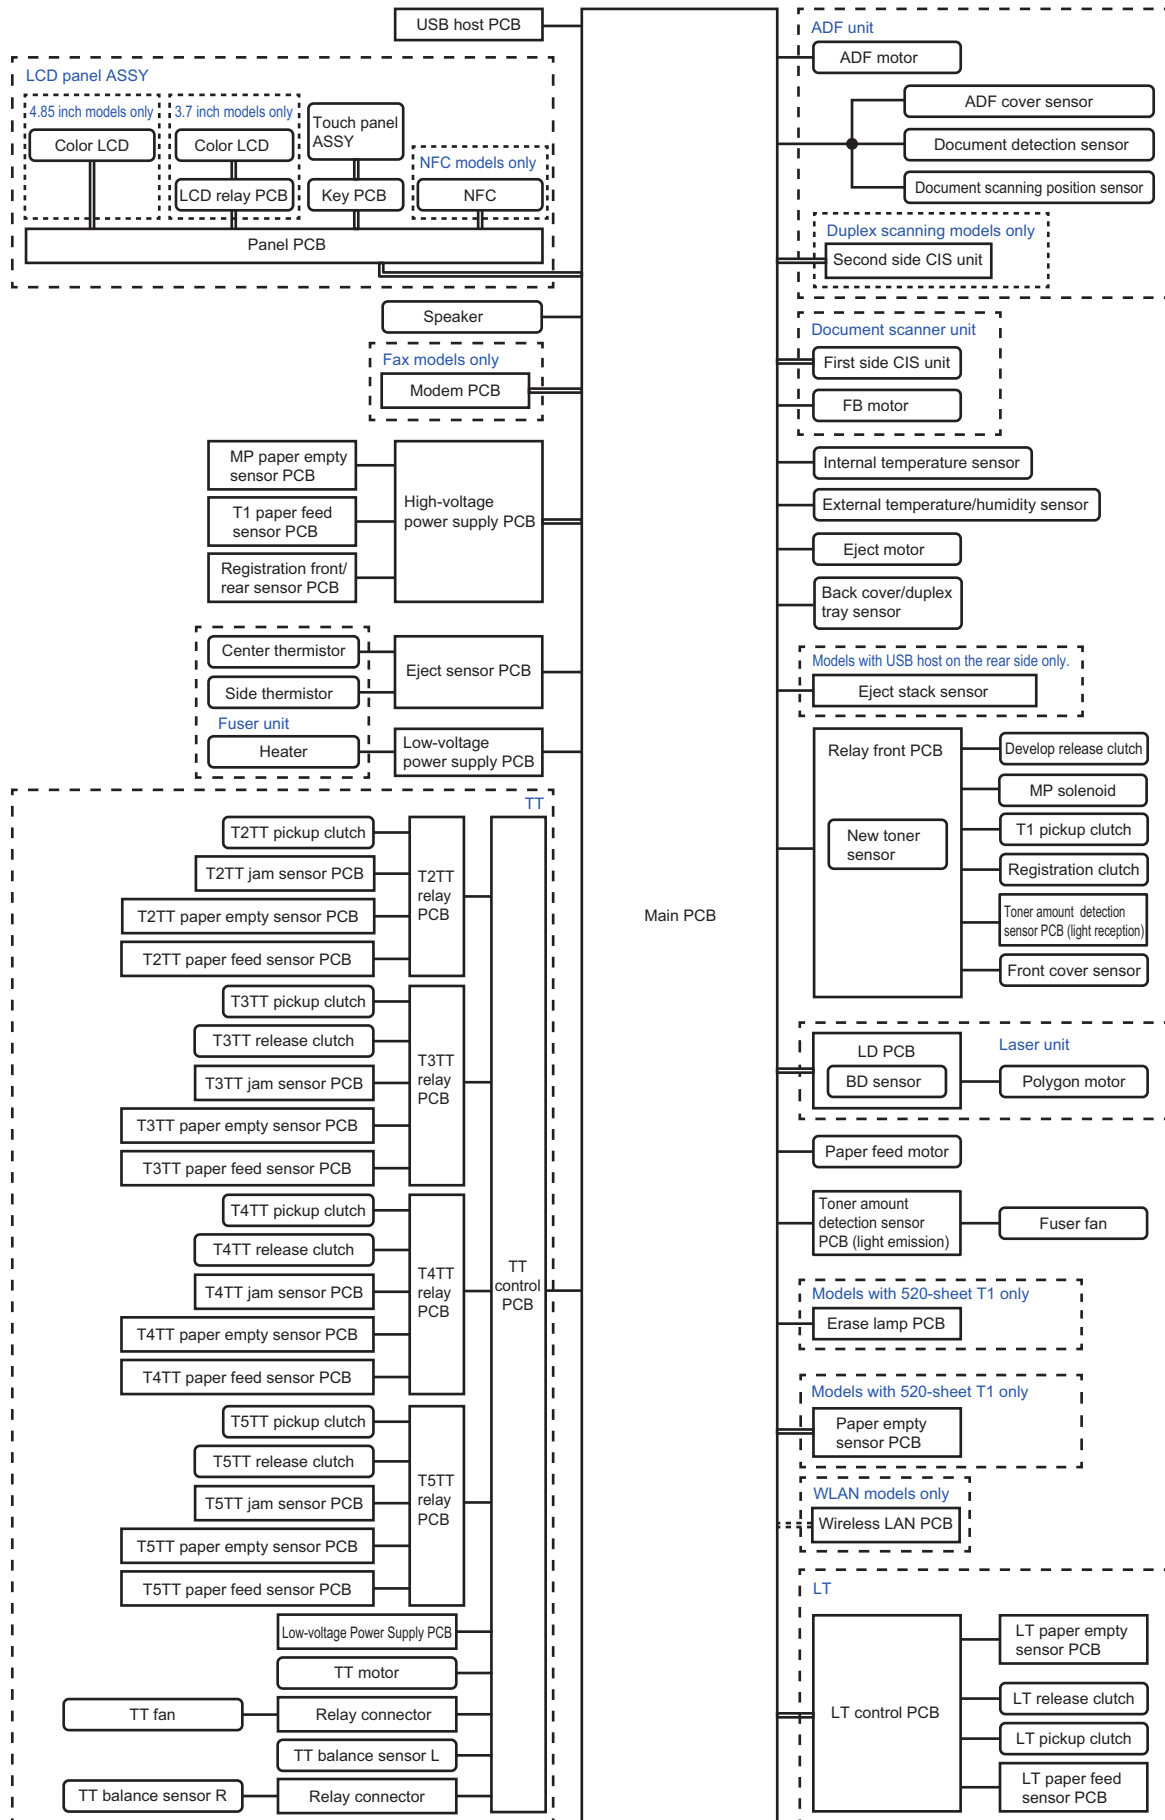 USB host PCB
LCD panel ASSY
4.85 inch models only
Color LCD
3.7 inch models only
Color LCD
LCD relay PCB
Touch panel
ASSY
Key PCB
NFC models only
NFC
Panel PCB
Speaker
Fax models only
Modem PCB
MP paper empty
sensor PCB
T1 paper feed
sensor PCB
Registration front/
rear sensor PCB
High-voltage
power supply PCB
Center thermistor
Side thermistor
Fuser unit
Heater
Eject sensor PCB
Low-voltage
power supply PCB
TT
T2TT pickup clutch
T2TT jam sensor PCB
T2TT paper empty sensor PCB
T2TT paper feed sensor PCB
T2TT
relay
PCB
T3TT pickup clutch
T3TT release clutch
T3TT jam sensor PCB
T3TT paper empty sensor PCB
T3TT paper feed sensor PCB
T3TT
relay
PCB
T4TT pickup clutch
T4TT release clutch
T4TT jam sensor PCB
T4TT paper empty sensor PCB
T4TT paper feed sensor PCB
T4TT
relay
PCB
T5TT pickup clutch
T5TT release clutch
T5TT jam sensor PCB
T5TT paper empty sensor PCB
T5TT paper feed sensor PCB
T5TT
relay
PCB
TT
control
PCB
Low-voltage Power Supply PCB
TT motor
TT fan
Relay connector
TT balance sensor L
TT balance sensor R
Relay connector
Main PCB
ADF unit
ADF motor
ADF cover sensor
Document detection sensor
Document scanning position sensor
Duplex scanning models only
Second side CIS unit
Document scanner unit
First side CIS unit
FB motor
Internal temperature sensor
External temperature/humidity sensor
Eject motor
Back cover/duplex
tray sensor
Models with USB host on the rear side only.
Eject stack sensor
Relay front PCB
New toner
sensor
Develop release clutch
MP solenoid
T1 pickup clutch
Registration clutch
Toner amount detection
sensor PCB (light reception)
Front cover sensor
LD PCB
BD sensor
Laser unit
Polygon motor
Paper feed motor
Toner amount
detection sensor
PCB (light emission)
Fuser fan
Models with 520-sheet T1 only
Erase lamp PCB
Models with 520-sheet T1 only
Paper empty
sensor PCB
WLAN models only
Wireless LAN PCB
LT
LT control PCB
LT paper empty
sensor PCB
LT release clutch
LT pickup clutch
LT paper feed
sensor PCB